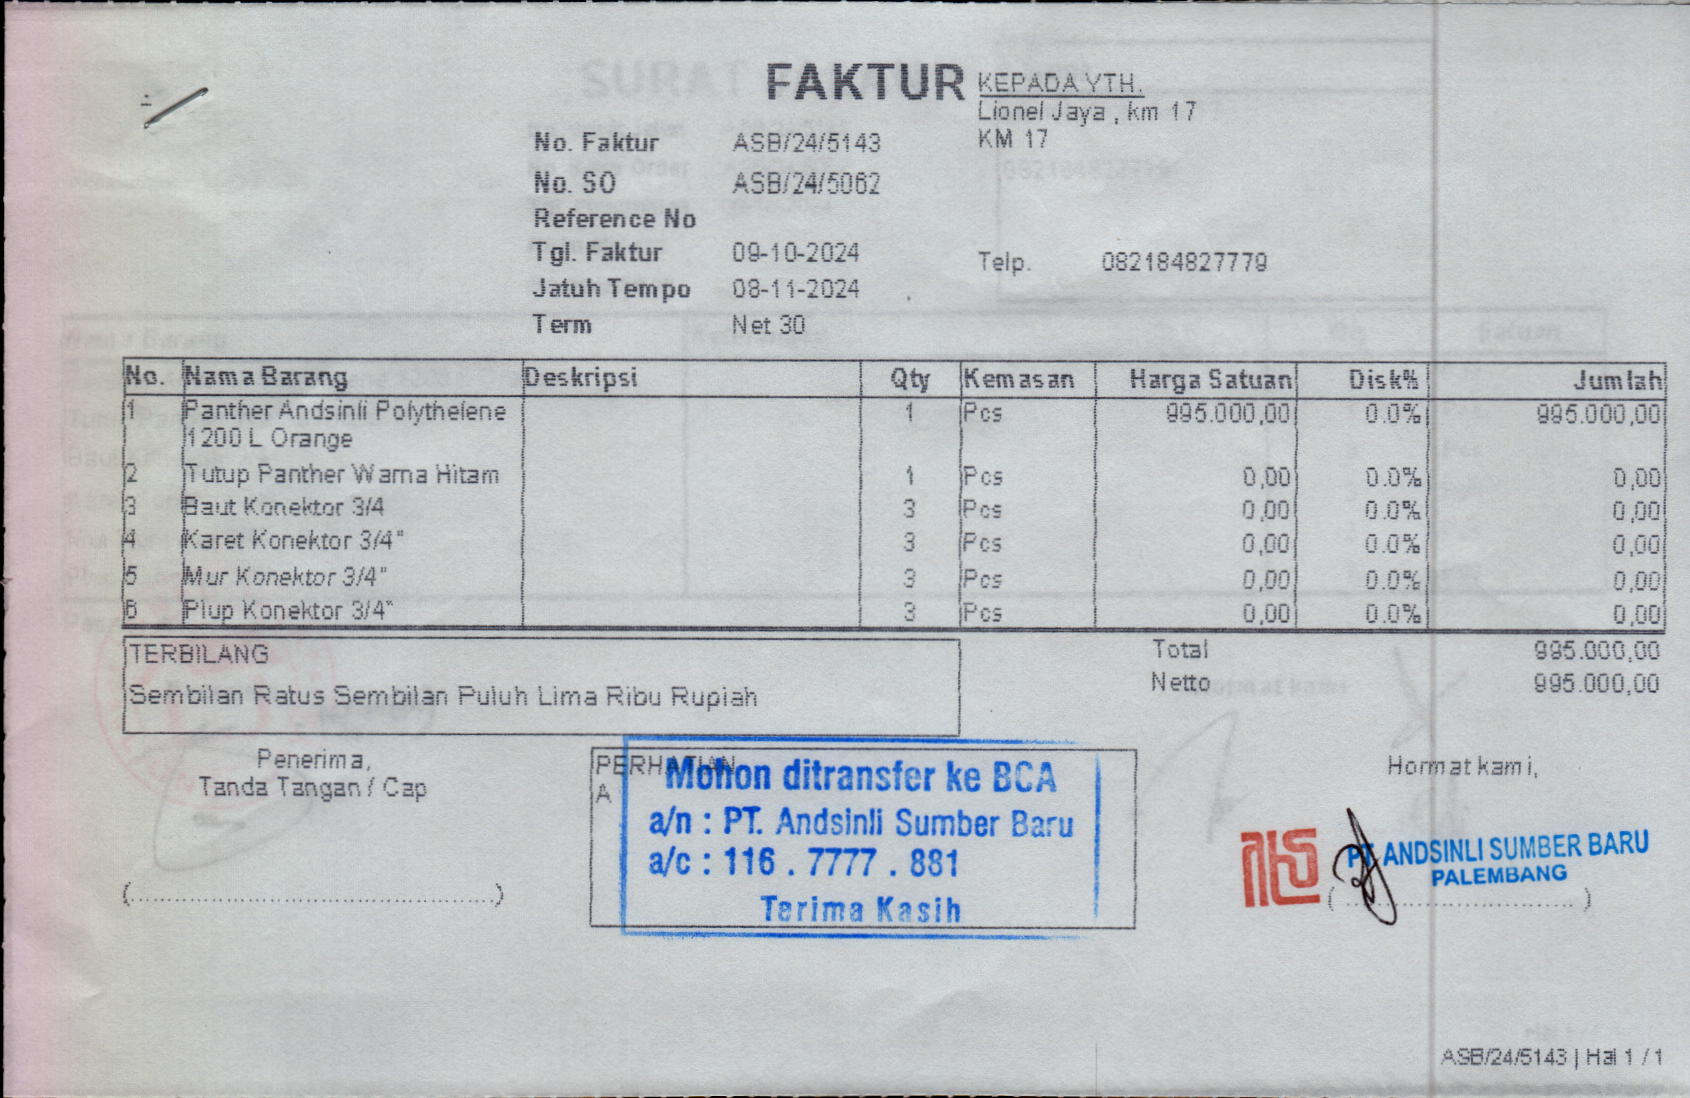 FAKTUR
KEPADA YTH.
Lionel Jaya , km 17
KM 17
No. Faktur ASB/24/5143
No. SO ASB/24/5062
Reference No
Tgl. Faktur 09-10-2024
Telp. 082184827779
Jatuh Tempo 08-11-2024
Term Net 30
No. Nama Barang Deskripsi Qty Kemasan Harga Satuan Disk% Jumlah
1 Panther Andsinli Polythelene 1 Pcs 995.000,00 0.0% 995.000,00
1200 L Orange
2 Tutup Panther Warna Hitam 1 Pcs 0,00 0.0% 0,00
3 Baut Konektor 3/4 3 Pcs 0,00 0.0% 0,00
4 Karet Konektor 3/4" 3 Pcs 0,00 0.0% 0,00
5 Mur Konektor 3/4" 3 Pcs 0,00 0.0% 0,00
6 Plup Konektor 3/4" 3 Pcs 0,00 0.0% 0,00
TERBILANG
Sembilan Ratus Sembilan Puluh Lima Ribu Rupiah
Total 995.000,00
Netto 995.000,00
Penerima,
Tanda Tangan / Cap
(..........................................)
PERHATIAN
A
Mohon ditransfer ke BCA
a/n : PT. Andsinli Sumber Baru
a/c : 116 . 7777 . 881
Terima Kasih
Hormat kami,
PT. ANDSINLI SUMBER BARU
PALEMBANG
(..........................................)
ASB/24/5143 | Hal 1 / 1